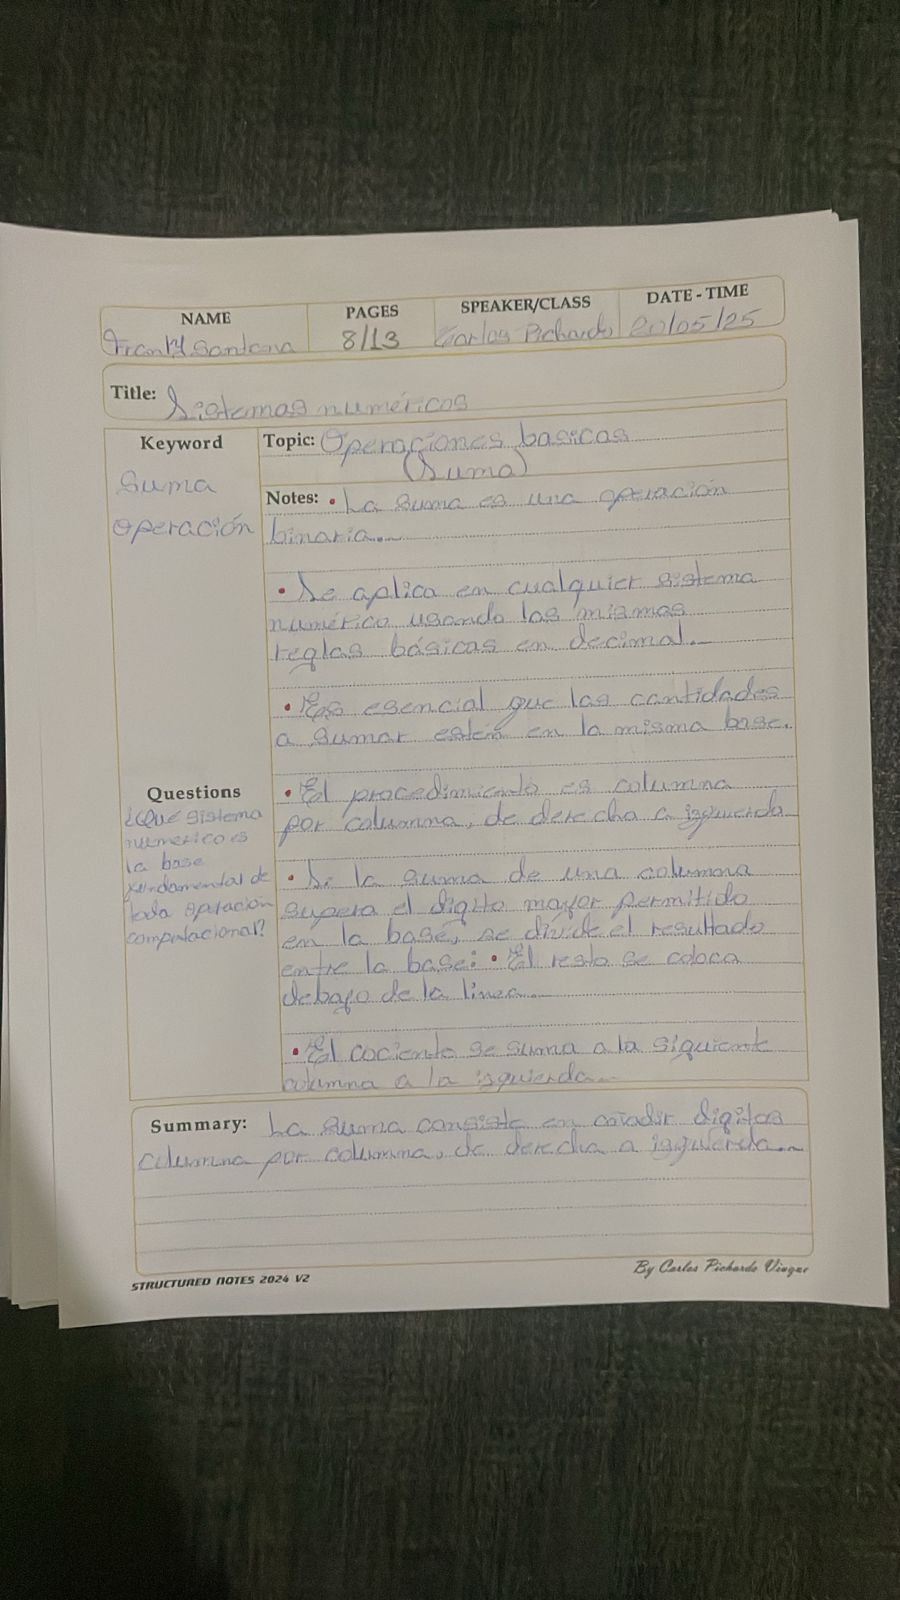 NAME PAGES SPEAKER/CLASS DATE - TIME
Santana 8/13 Carlos Pichardo 20/05/25
Title: Sistemas numéricos
Keyword
Suma
Operación
Topic: Operaciones basicas
(Suma)
Notes: • La suma es una operación
binaria..
• Se aplica en cualquier sistema
numérico usando las mismas
reglas básicas en decimal..
• Es esencial que las cantidades
a sumar estén en la misma base.
• El procedimiento es columna
por columna, de derecha a izquierda
• Si la suma de una columna
supera el digito mayor permitido
en la base, se divide el resultado
entre la base: • El resto se coloca
debajo de la linea..
• El cociente se suma a la siguiente
columna a la izquierda..
Questions
¿Qué sistema
numérico es
la base
fundamental de
toda operación
computacional?
Summary: La suma consiste en añadir digitos
columna por columna, de derecha a izquierda..
STRUCTURED NOTES 2024 V2
By Carlos Pichardo Viuque